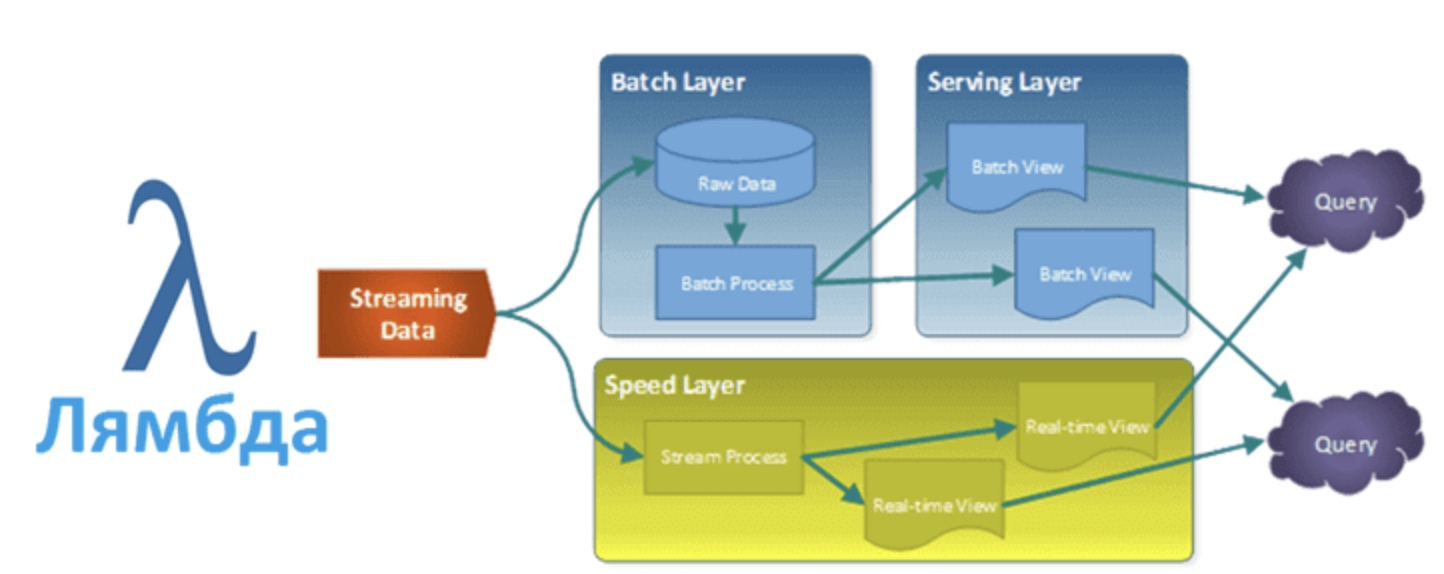 λ
Лямбда
Streaming
Data
Batch Layer
Raw Data
Batch Process
Serving Layer
Batch View
Batch View
Speed Layer
Stream Process
Real-time View
Real-time View
Query
Query